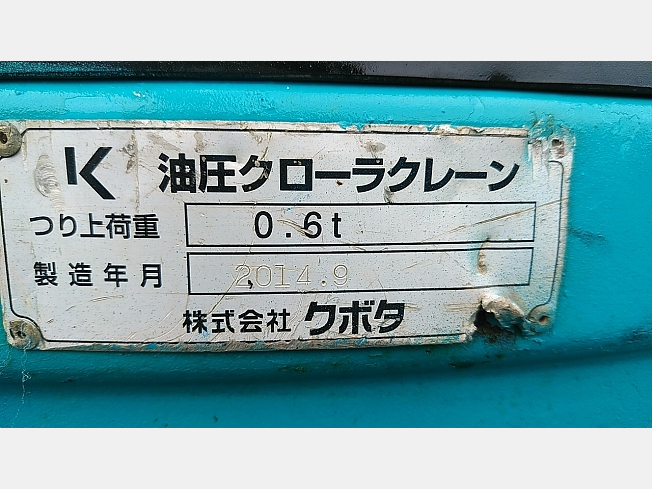 K 油圧クローラクレーン
つり上荷重 0.6t
製造年月 2014.9
株式会社 クボタ